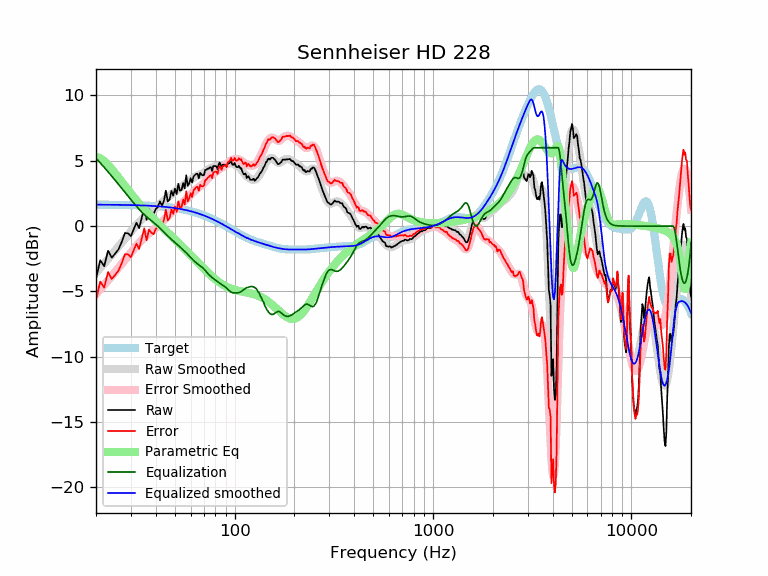 Sennheiser HD 228
10
5
0
−5
−10
−15
−20
Amplitude (dBr)
Target
Raw Smoothed
Error Smoothed
Raw
Error
Parametric Eq
Equalization
Equalized smoothed
100
1000
10000
Frequency (Hz)